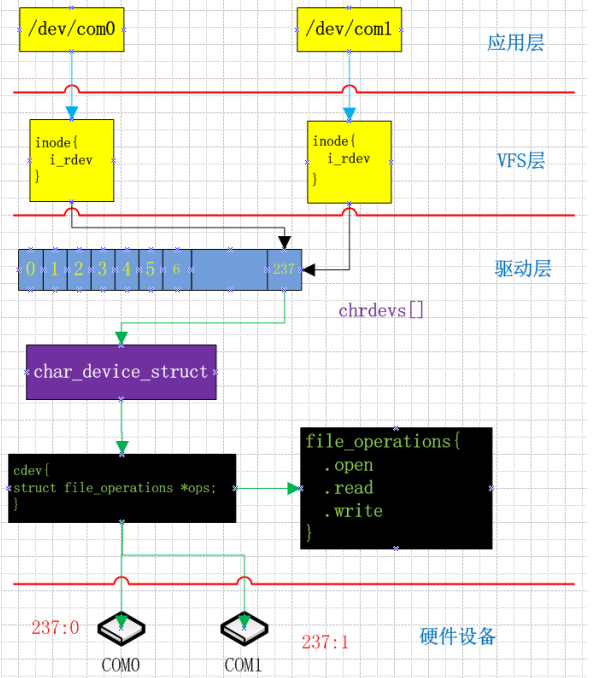 /dev/com0
/dev/com1
应用层
inode{
i_rdev
}
inode{
i_rdev
}
VFS层
0 1 2 3 4 5 6 237
驱动层
chrdevs[]
char_device_struct
cdev{
struct file_operations *ops;
}
file_operations{
.open
.read
.write
}
237:0
COM0
COM1
237:1
硬件设备